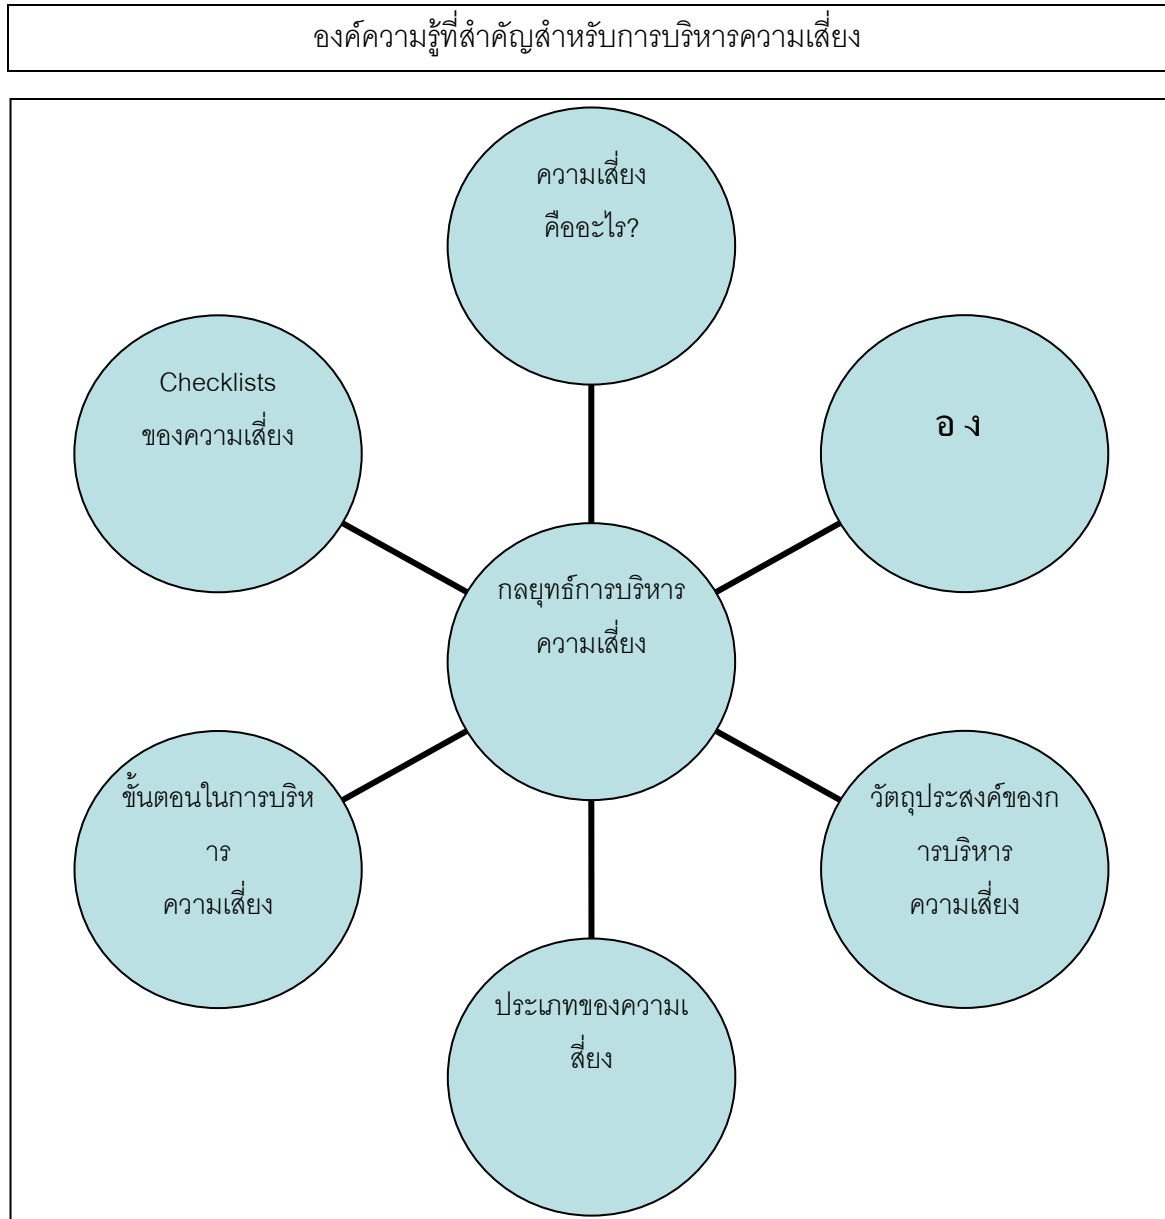 องค์ความรู้ที่สำคัญสำหรับการบริหารความเสี่ยง
ความเสี่ยง
คืออะไร?
อ ง
Checklists
ของความเสี่ยง
กลยุทธ์การบริหาร
ความเสี่ยง
ขั้นตอนในการบริห
าร
ความเสี่ยง
วัตถุประสงค์ของก
ารบริหาร
ความเสี่ยง
ประเภทของความเ
สี่ยง